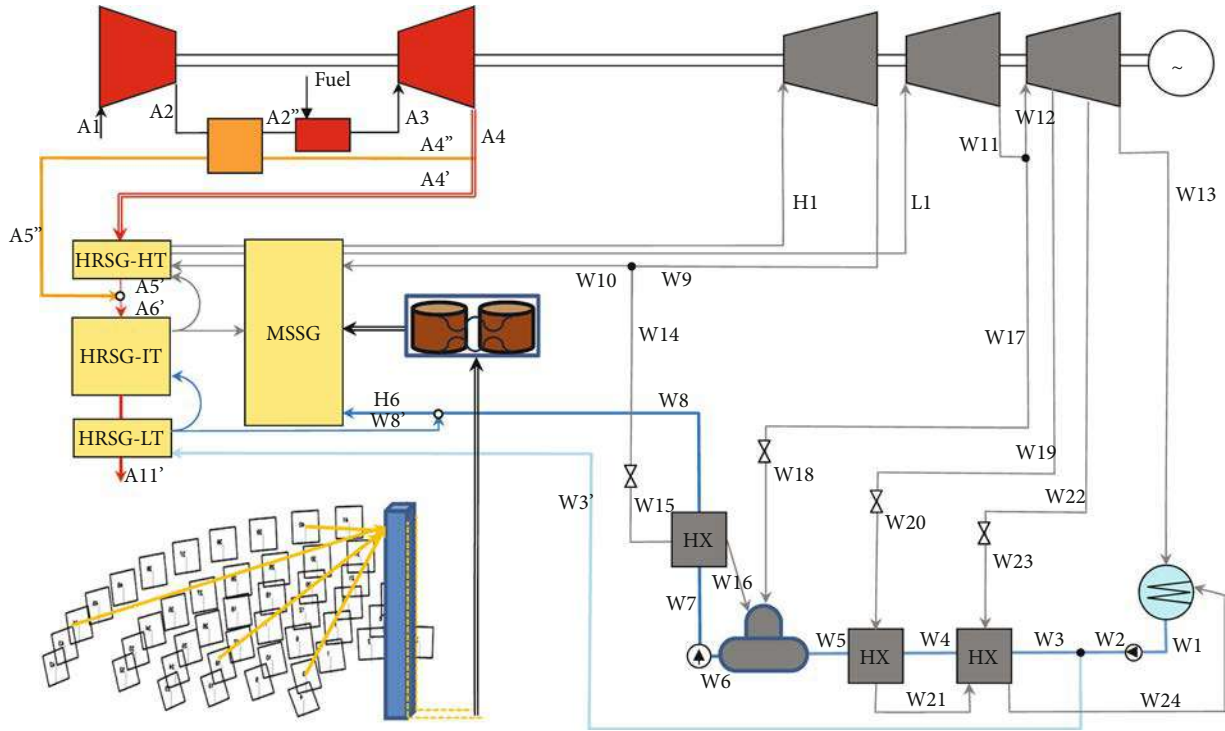 Fuel
~
A1
A2
A2”
A3
A4
A4”
A4’
W11
W12
W13
H1
L1
A5”
HRSG-HT
A5’
A6’
W10
W9
MSSG
HRSG-IT
W14
W17
H6
W8
W8’
HRSG-LT
A11’
W18
W19
W22
W3’
W15
W20
W23
HX
W16
W7
W6
W5
HX
W4
HX
W3
W2
W1
W21
W24